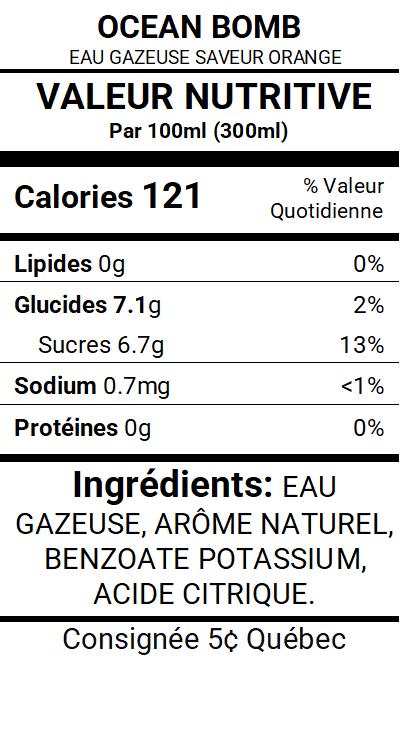 OCEAN BOMB
EAU GAZEUSE SAVEUR ORANGE
VALEUR NUTRITIVE
Par 100ml (300ml)
Calories 121
% Valeur
Quotidienne
Lipides 0g 0%
Glucides 7.1g 2%
Sucres 6.7g 13%
Sodium 0.7mg <1%
Protéines 0g 0%
Ingrédients: EAU
GAZEUSE, ARÔME NATUREL,
BENZOATE POTASSIUM,
ACIDE CITRIQUE.
Consignée 5¢ Québec